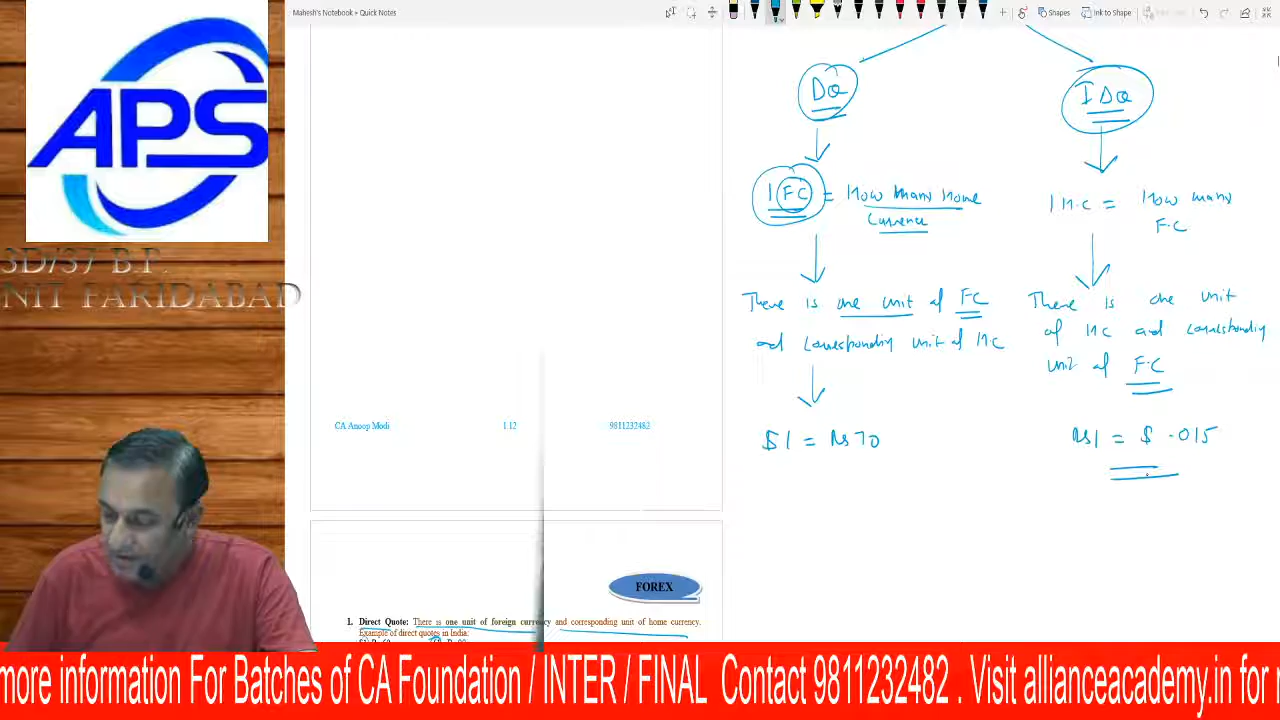 Mahesh's Notebook • Quick Notes
Shapes
Ink to Shape
APS
3D/37 B.P.
NIT FARIDABAD
DQ
IDQ
1 FC = How Many Home
Currence
1 H.C = How many
F.C
There is one unit of FC
and corresponding unit of HC
There is one unit
of HC and corresponding
unit of F.C
$1 = Rs 70
Rs1 = $ .015
CA Anoop Modi
1.12
9811232482
FOREX
1. Direct Quote: There is one unit of foreign currency and corresponding unit of home currency.
Example of direct quotes in India.
more information For Batches of CA Foundation / INTER / FINAL Contact 9811232482 . Visit allianceacademy.in for